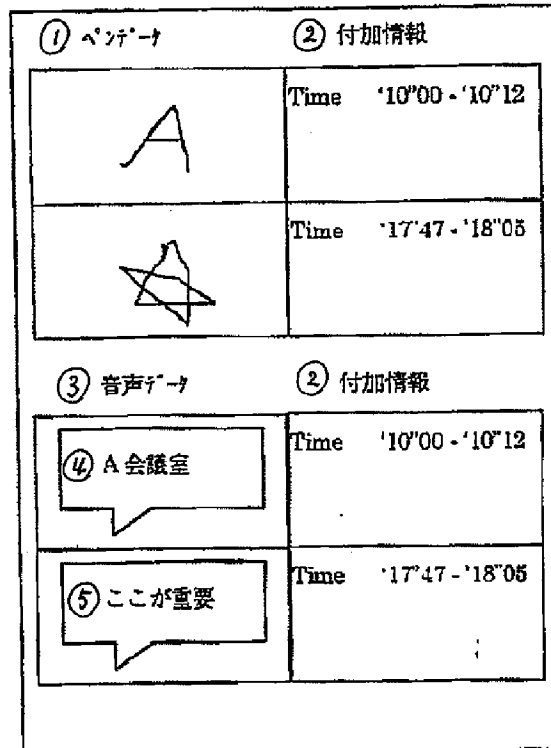 ① ペンデータ ② 付加情報
A Time '10"00 - '10"12
Time '17"47 - '18"05
③ 音声データ ② 付加情報
④ A 会議室 Time '10"00 - '10"12
⑤ ここが重要 Time '17"47 - '18"05